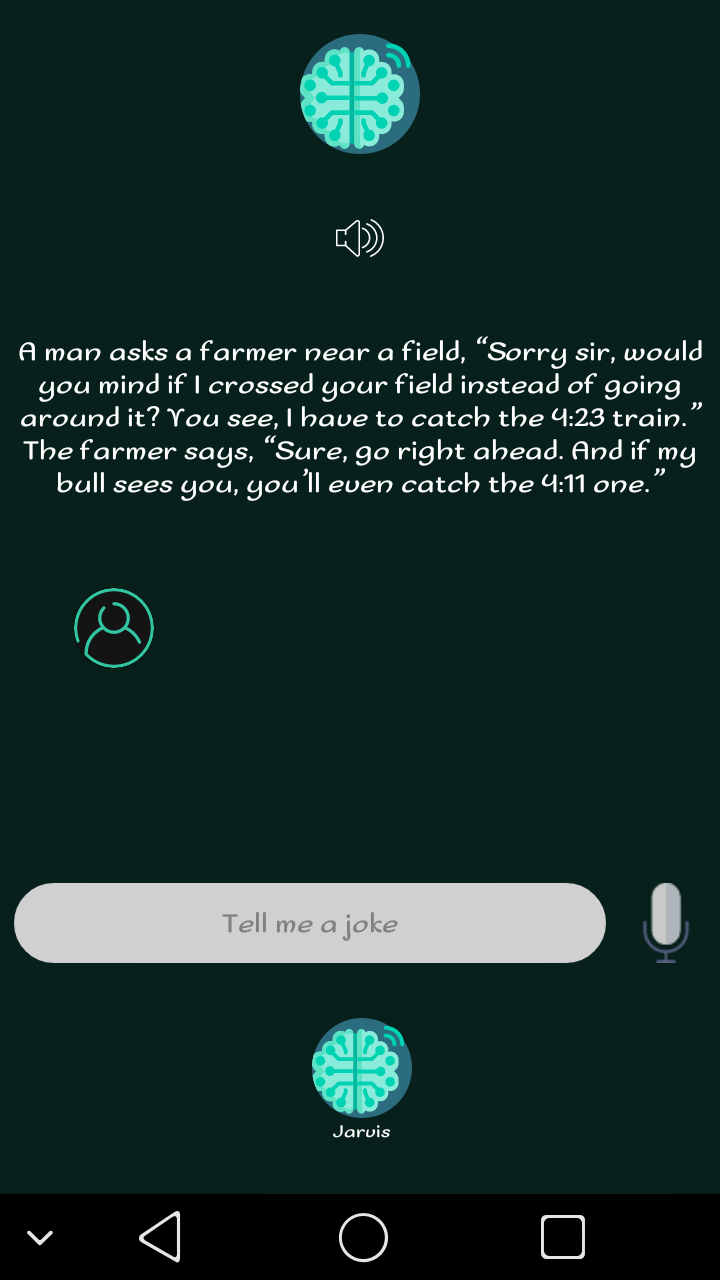 A man asks a farmer near a field, “Sorry sir, would
you mind if I crossed your field instead of going
around it? You see, I have to catch the 4:23 train.”
The farmer says, “Sure, go right ahead. And if my
bull sees you, you’ll even catch the 4:11 one.”
Tell me a joke
Jarvis